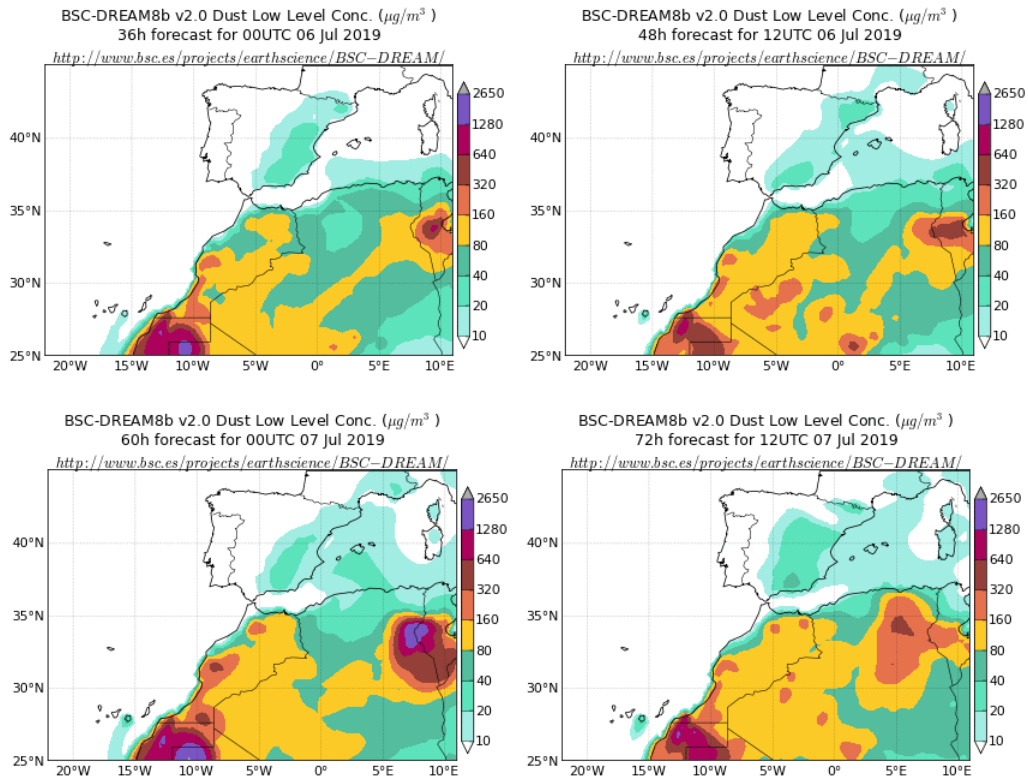 BSC-DREAM8b v2.0 Dust Low Level Conc. (μg/m³ )
36h forecast for 00UTC 06 Jul 2019
http://www.bsc.es/projects/earthscience/BSC−DREAM/
40°N
35°N
30°N
25°N
20°W 15°W 10°W 5°W 0° 5°E 10°E
2650
1280
640
320
160
80
40
20
10
BSC-DREAM8b v2.0 Dust Low Level Conc. (μg/m³ )
48h forecast for 12UTC 06 Jul 2019
http://www.bsc.es/projects/earthscience/BSC−DREAM/
40°N
35°N
30°N
25°N
20°W 15°W 10°W 5°W 0° 5°E 10°E
2650
1280
640
320
160
80
40
20
10
BSC-DREAM8b v2.0 Dust Low Level Conc. (μg/m³ )
60h forecast for 00UTC 07 Jul 2019
http://www.bsc.es/projects/earthscience/BSC−DREAM/
40°N
35°N
30°N
25°N
20°W 15°W 10°W 5°W 0° 5°E 10°E
2650
1280
640
320
160
80
40
20
10
BSC-DREAM8b v2.0 Dust Low Level Conc. (μg/m³ )
72h forecast for 12UTC 07 Jul 2019
http://www.bsc.es/projects/earthscience/BSC−DREAM/
40°N
35°N
30°N
25°N
20°W 15°W 10°W 5°W 0° 5°E 10°E
2650
1280
640
320
160
80
40
20
10